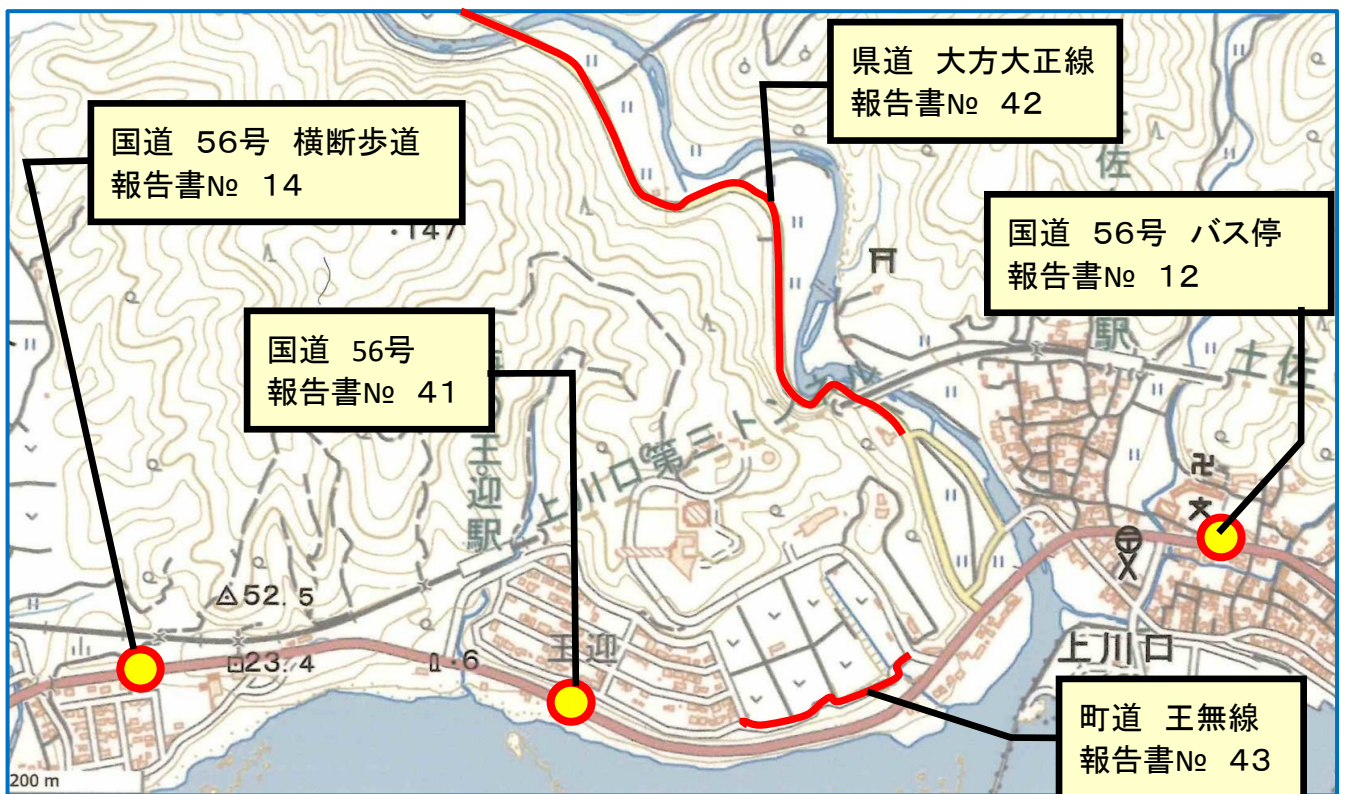 県道 大方大正線
報告書№ 42
国道 56号 横断歩道
報告書№ 14
国道 56号 バス停
報告書№ 12
国道 56号
報告書№ 41
・147
佐
駅
土佐
王迎駅
上川口第三トンネル
△52.5
23.4
・6
王迎
上川口
町道 王無線
報告書№ 43
200 m